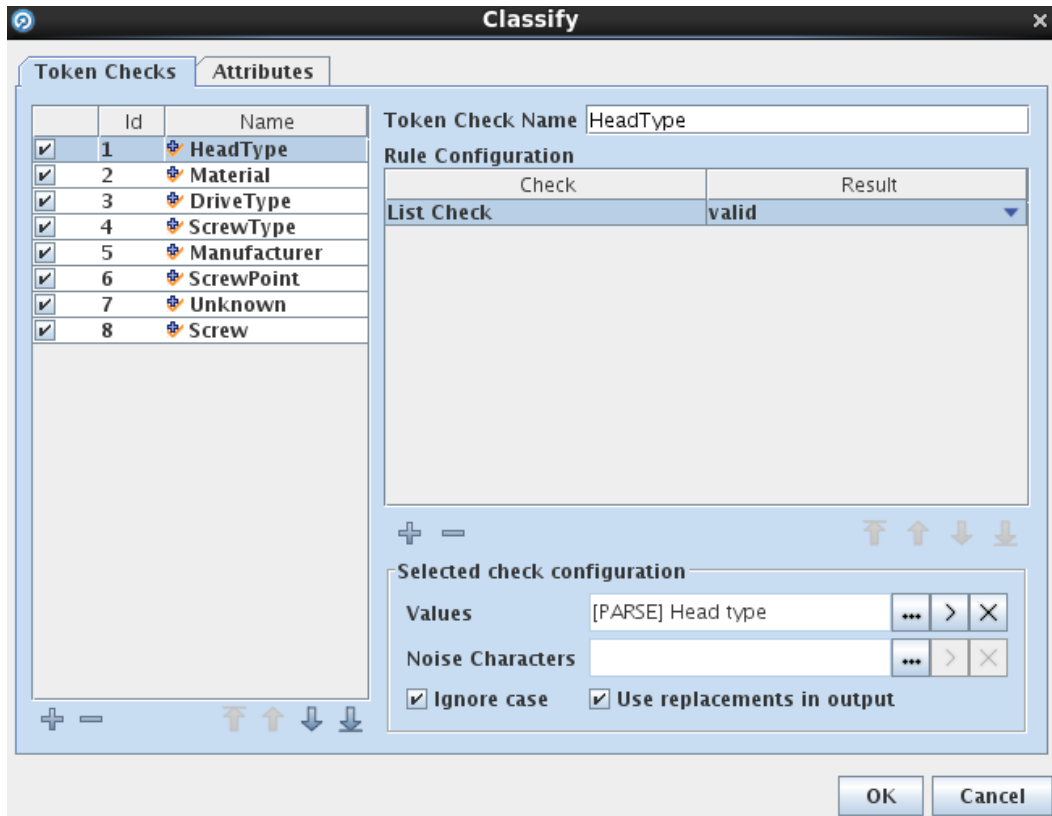 Classify
Token Checks Attributes
Id Name
1 HeadType
2 Material
3 DriveType
4 ScrewType
5 Manufacturer
6 ScrewPoint
7 Unknown
8 Screw
Token Check Name HeadType
Rule Configuration
Check Result
List Check valid
Selected check configuration
Values [PARSE] Head type ...
Noise Characters ...
Ignore case Use replacements in output
OK Cancel